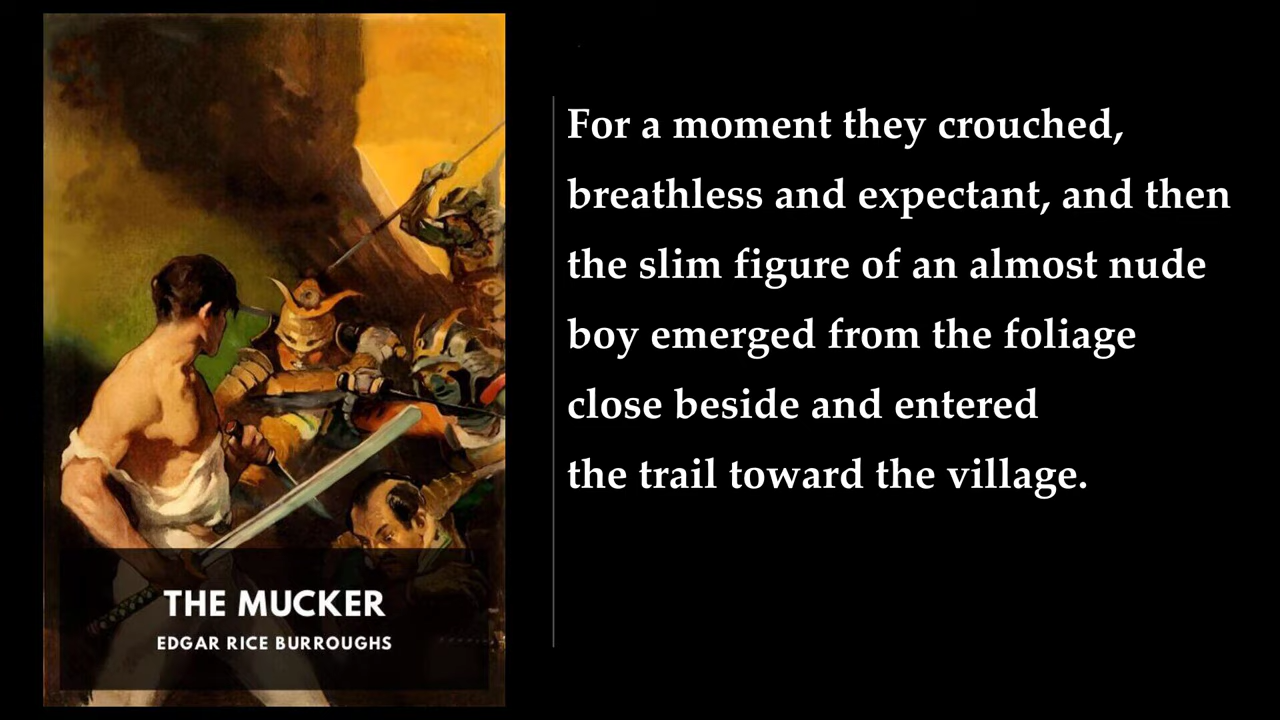 THE MUCKER
EDGAR RICE BURROUGHS
For a moment they crouched,
breathless and expectant, and then
the slim figure of an almost nude
boy emerged from the foliage
close beside and entered
the trail toward the village.